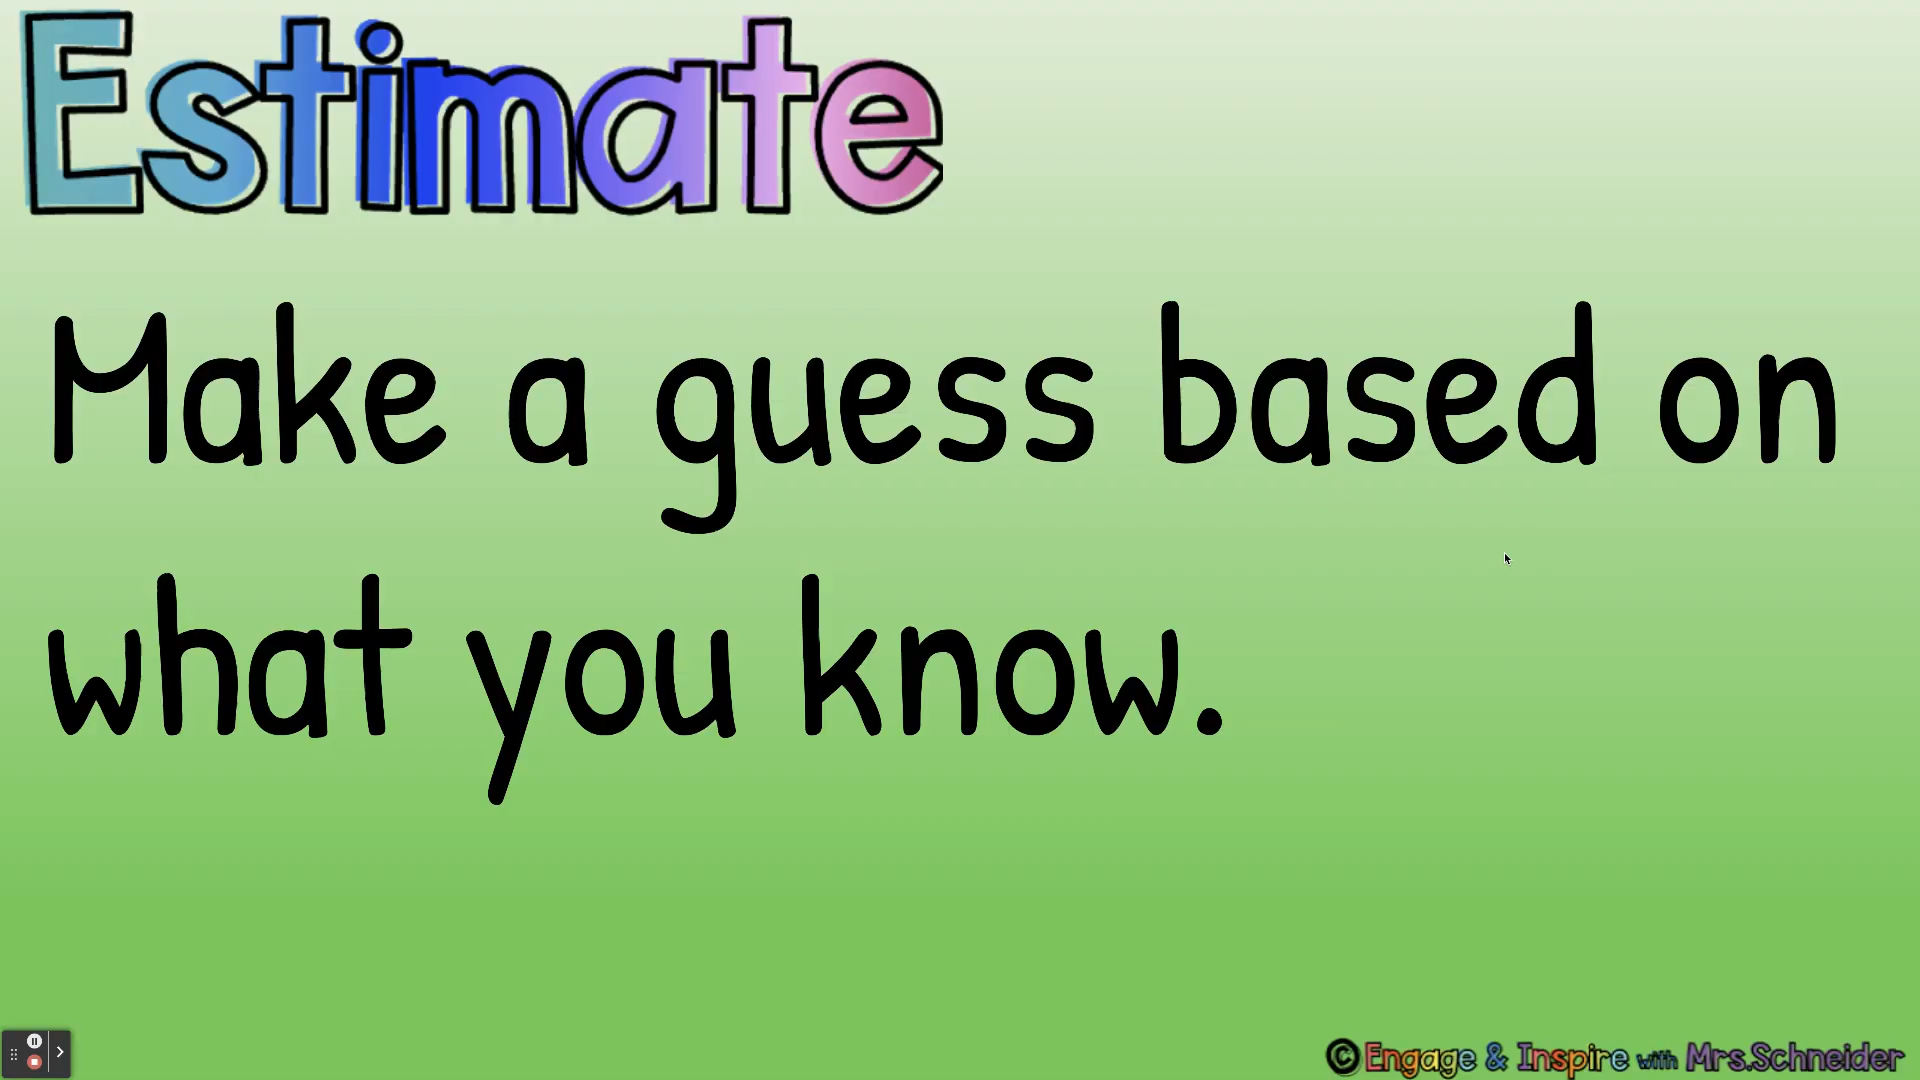 Estimate
Make a guess based on
what you know.
©Engage & Inspire with Mrs.Schneider